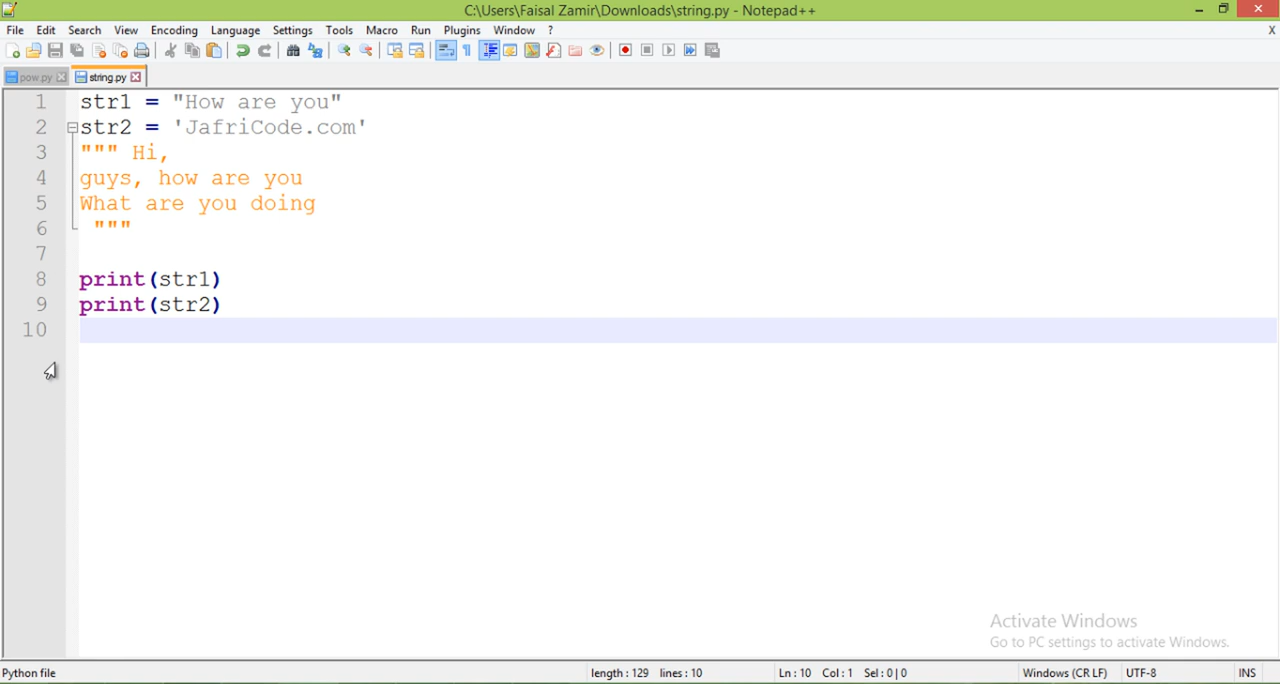 C:\Users\Faisal Zamir\Downloads\string.py - Notepad++
File Edit Search View Encoding Language Settings Tools Macro Run Plugins Window ? X
pow.py string.py
1 str1 = "How are you"
2 str2 = 'JafriCode.com'
3 """ Hi,
4 guys, how are you
5 What are you doing
6 """
7
8 print(str1)
9 print(str2)
10
Activate Windows
Go to PC settings to activate Windows.
Python file length : 129 lines : 10 Ln : 10 Col : 1 Sel : 0 | 0 Windows (CR LF) UTF-8 INS